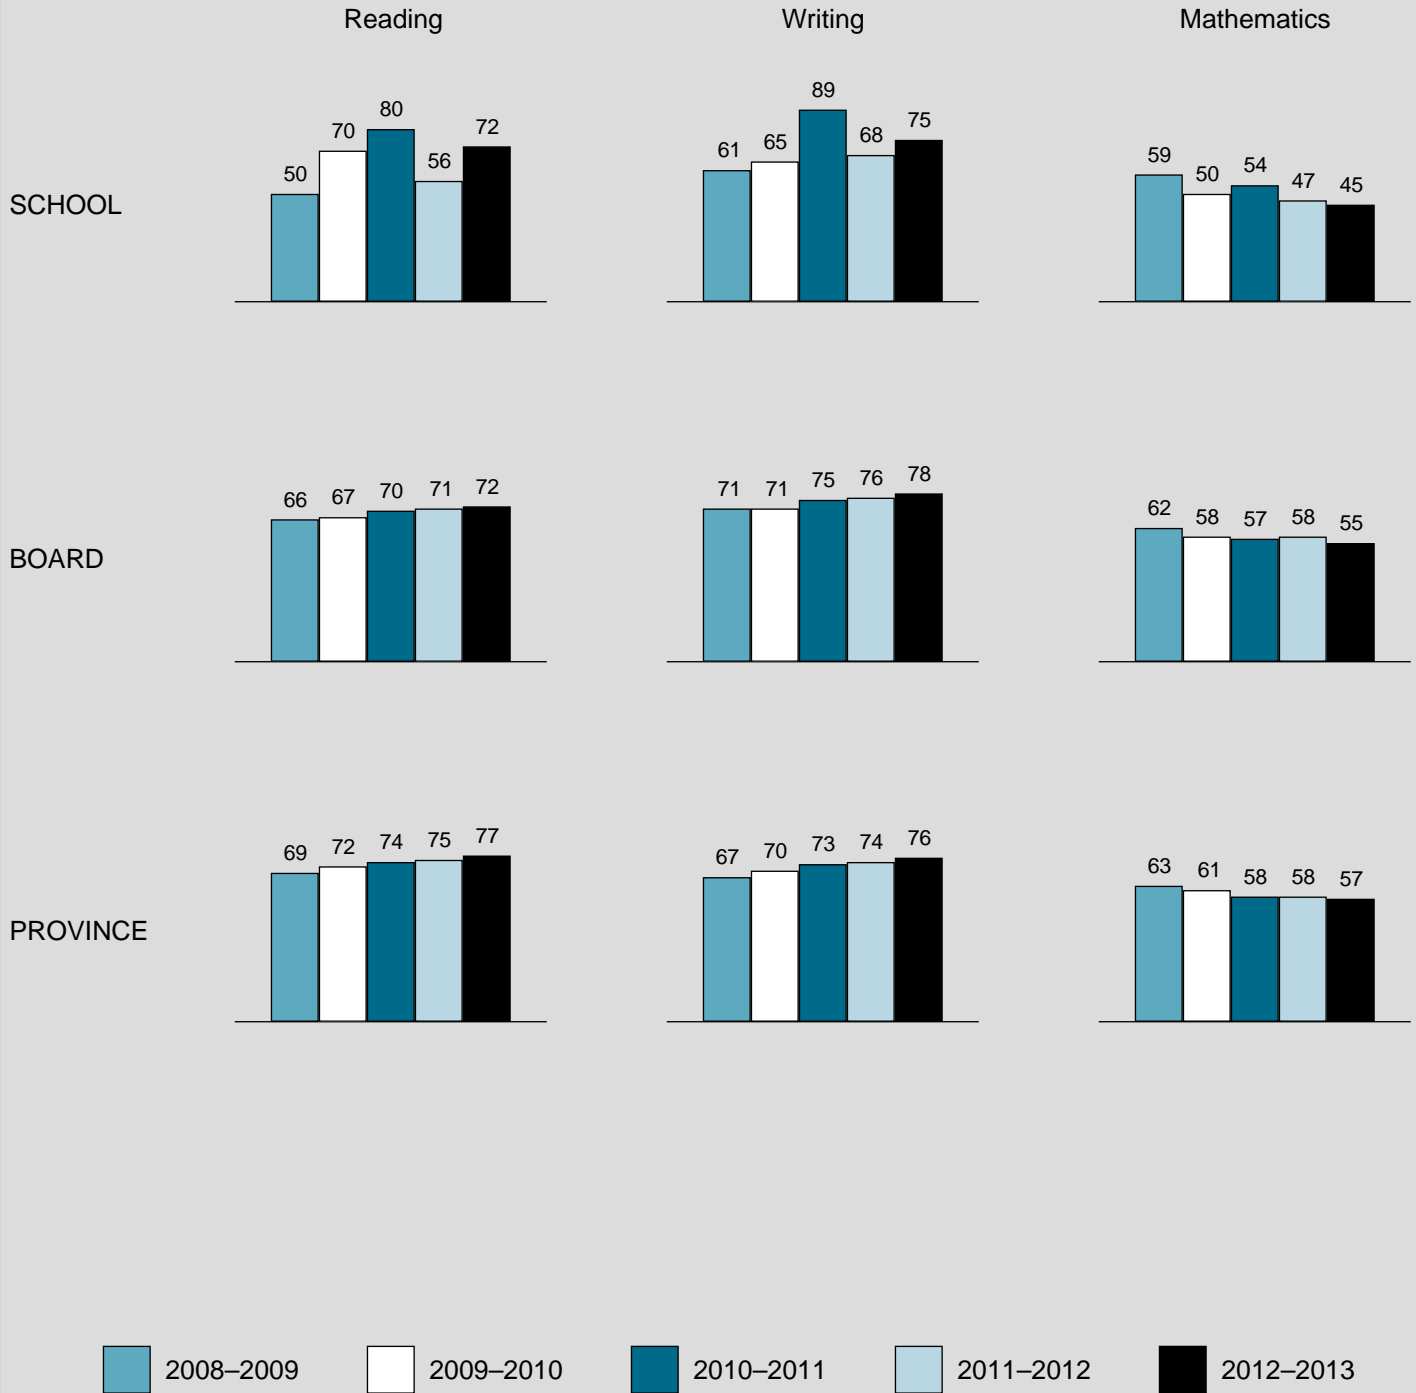 Reading Writing Mathematics
SCHOOL
50 70 80 56 72
61 65 89 68 75
59 50 54 47 45
BOARD
66 67 70 71 72
71 71 75 76 78
62 58 57 58 55
PROVINCE
69 72 74 75 77
67 70 73 74 76
63 61 58 58 57
2008–2009 2009–2010 2010–2011 2011–2012 2012–2013